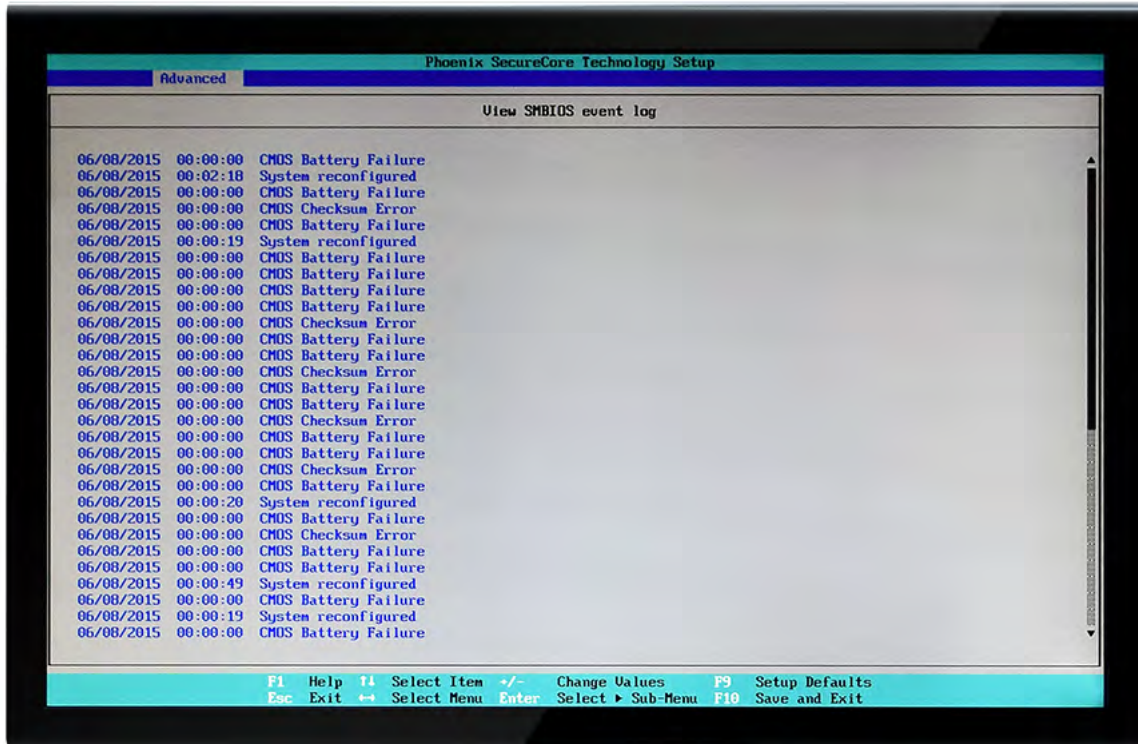 Phoenix SecureCore Technology Setup
Advanced
View SMBIOS event log
06/08/2015 00:00:00 CMOS Battery Failure
06/08/2015 00:02:18 System reconfigured
06/08/2015 00:00:00 CMOS Battery Failure
06/08/2015 00:00:00 CMOS Checksum Error
06/08/2015 00:00:00 CMOS Battery Failure
06/08/2015 00:00:19 System reconfigured
06/08/2015 00:00:00 CMOS Battery Failure
06/08/2015 00:00:00 CMOS Battery Failure
06/08/2015 00:00:00 CMOS Battery Failure
06/08/2015 00:00:00 CMOS Battery Failure
06/08/2015 00:00:00 CMOS Checksum Error
06/08/2015 00:00:00 CMOS Battery Failure
06/08/2015 00:00:00 CMOS Battery Failure
06/08/2015 00:00:00 CMOS Checksum Error
06/08/2015 00:00:00 CMOS Battery Failure
06/08/2015 00:00:00 CMOS Battery Failure
06/08/2015 00:00:00 CMOS Checksum Error
06/08/2015 00:00:00 CMOS Battery Failure
06/08/2015 00:00:00 CMOS Battery Failure
06/08/2015 00:00:00 CMOS Checksum Error
06/08/2015 00:00:00 CMOS Battery Failure
06/08/2015 00:00:20 System reconfigured
06/08/2015 00:00:00 CMOS Battery Failure
06/08/2015 00:00:00 CMOS Checksum Error
06/08/2015 00:00:00 CMOS Battery Failure
06/08/2015 00:00:00 CMOS Battery Failure
06/08/2015 00:00:49 System reconfigured
06/08/2015 00:00:00 CMOS Battery Failure
06/08/2015 00:00:19 System reconfigured
06/08/2015 00:00:00 CMOS Battery Failure
F1 Help ↑↓ Select Item +/- Change Values F9 Setup Defaults
Esc Exit ↔ Select Menu Enter Select ▶ Sub-Menu F10 Save and Exit